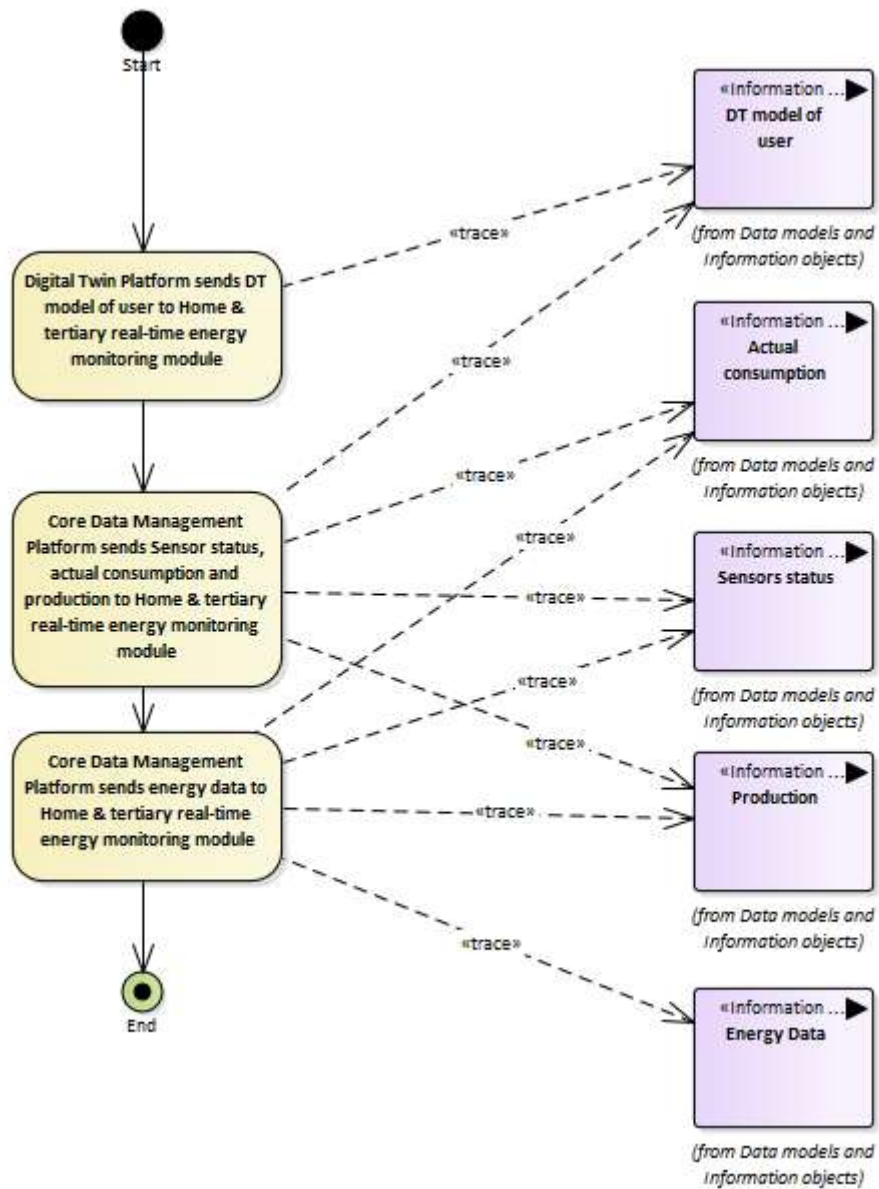 Start
Digital Twin Platform sends DT
model of user to Home &
tertiary real-time energy
monitoring module
Core Data Management
Platform sends Sensor status,
actual consumption and
production to Home & tertiary
real-time energy monitoring
module
Core Data Management
Platform sends energy data to
Home & tertiary real-time
energy monitoring module
End
«trace»
«trace»
«trace»
«trace»
«trace»
«trace»
«trace»
«trace»
«trace»
«Information ...
DT model of
user
(from Data models and
Information objects)
«Information ...
Actual
consumption
(from Data models and
Information objects)
«Information ...
Sensors status
(from Data models and
Information objects)
«Information ...
Production
(from Data models and
Information objects)
«Information ...
Energy Data
(from Data models and
Information objects)